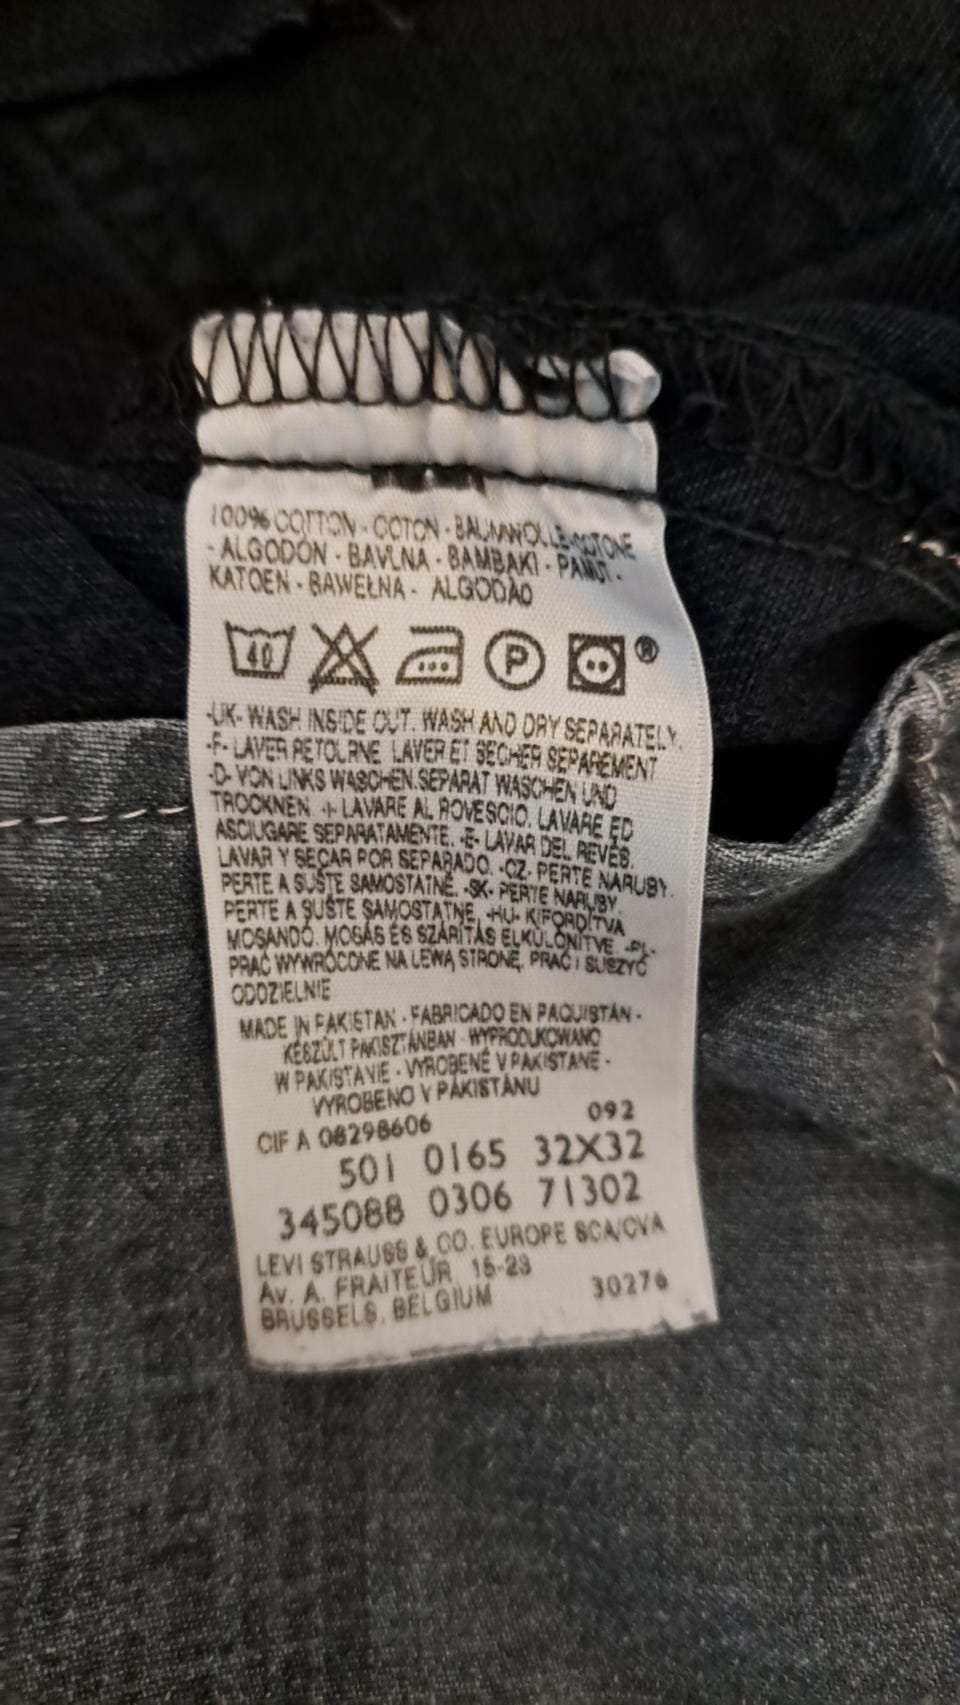 100% COTTON - COTON - BAUMWOLLE - COTONE
- ALGODÓN - BAVLNA - BAMBAKI - PAMUT -
KATOEN - BAWEŁNA - ALGODÃO
40 P ®
-UK- WASH INSIDE OUT. WASH AND DRY SEPARATELY.
-F- LAVER RETOURNE LAVER ET SECHER SEPAREMENT
-D- VON LINKS WASCHEN.SEPARAT WASCHEN UND
TROCKNEN. -I- LAVARE AL ROVESCIO. LAVARE ED
ASCIUGARE SEPARATAMENTE. -E- LAVAR DEL REVÉS.
LAVAR Y SECAR POR SEPARADO. -CZ- PERTE NARUBY.
PERTE A SUŠTE SAMOSTATNĚ. -SK- PERTE NARUBY.
PERTE A SUŠTE SAMOSTATNE. -HU- KIFORDÍTVA
MOSANDÓ. MOSÁS ÉS SZÁRÍTÁS ELKÜLÖNÍTVE. -PL-
PRAĆ WYWRÓCONE NA LEWĄ STRONĘ. PRAĆ I SUSZYĆ
ODDZIELNIE
MADE IN PAKISTAN - FABRICADO EN PAQUISTÁN -
KÉSZÜLT PAKISZTÁNBAN - WYPRODUKOWANO
W PAKISTAVIE - VYROBENÉ V PAKISTANE -
VYROBENO V PÁKISTÁNU
CIF A 08298606 092
501 0165 32X32
345088 0306 71302
LEVI STRAUSS & CO. EUROPE SCA/CVA
Av. A. FRAITEUR 15-23
BRUSSELS, BELGIUM 30276